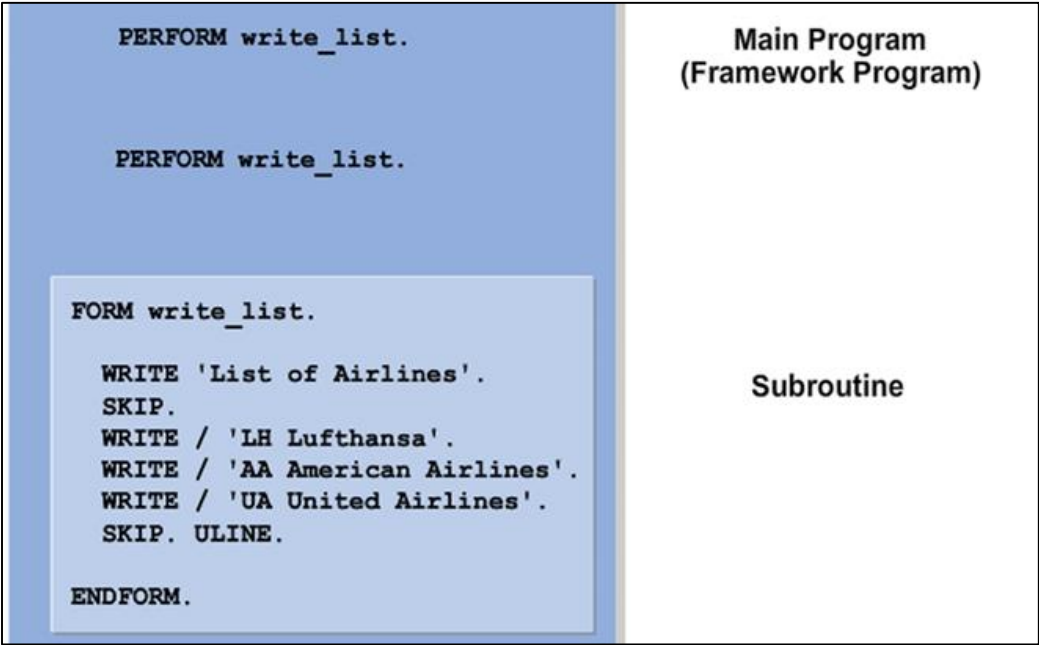 PERFORM write_list.
Main Program
(Framework Program)
PERFORM write_list.
FORM write_list.
WRITE 'List of Airlines'.
SKIP.
WRITE / 'LH Lufthansa'.
WRITE / 'AA American Airlines'.
WRITE / 'UA United Airlines'.
SKIP. ULINE.
ENDFORM.
Subroutine